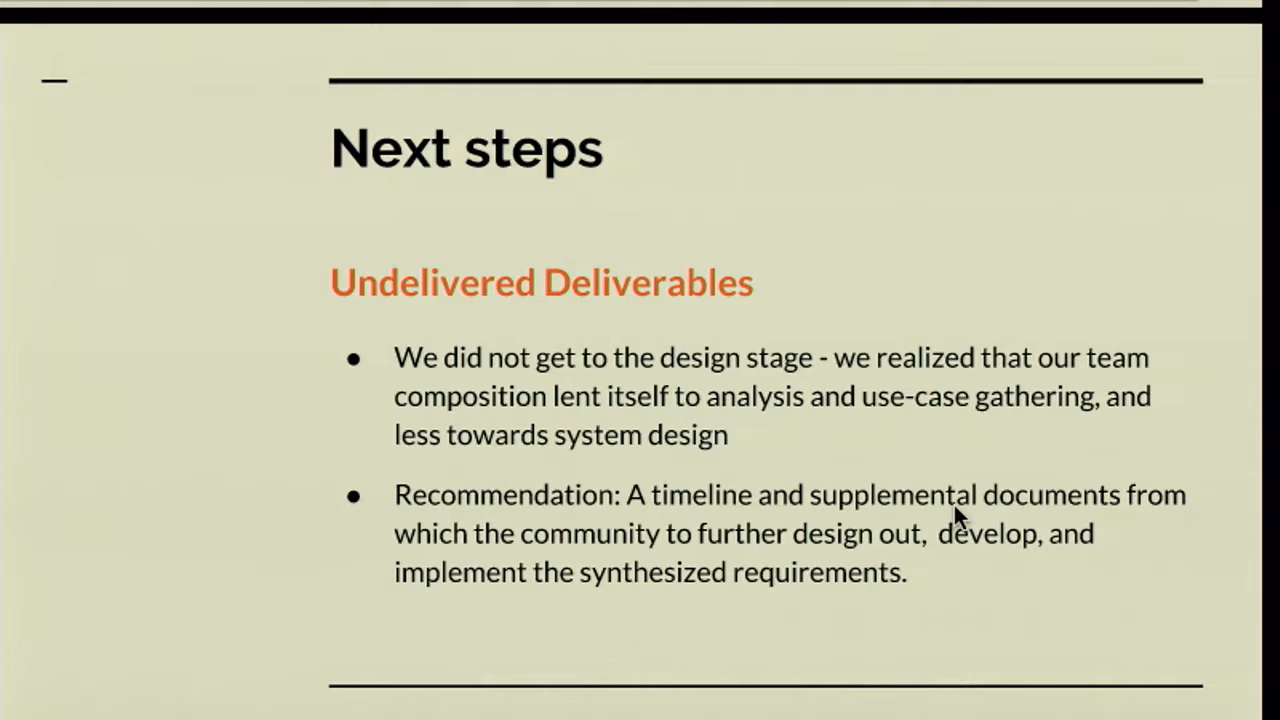 Next steps
Undelivered Deliverables
● We did not get to the design stage - we realized that our team
composition lent itself to analysis and use-case gathering, and
less towards system design
● Recommendation: A timeline and supplemental documents from
which the community to further design out,  develop, and
implement the synthesized requirements.